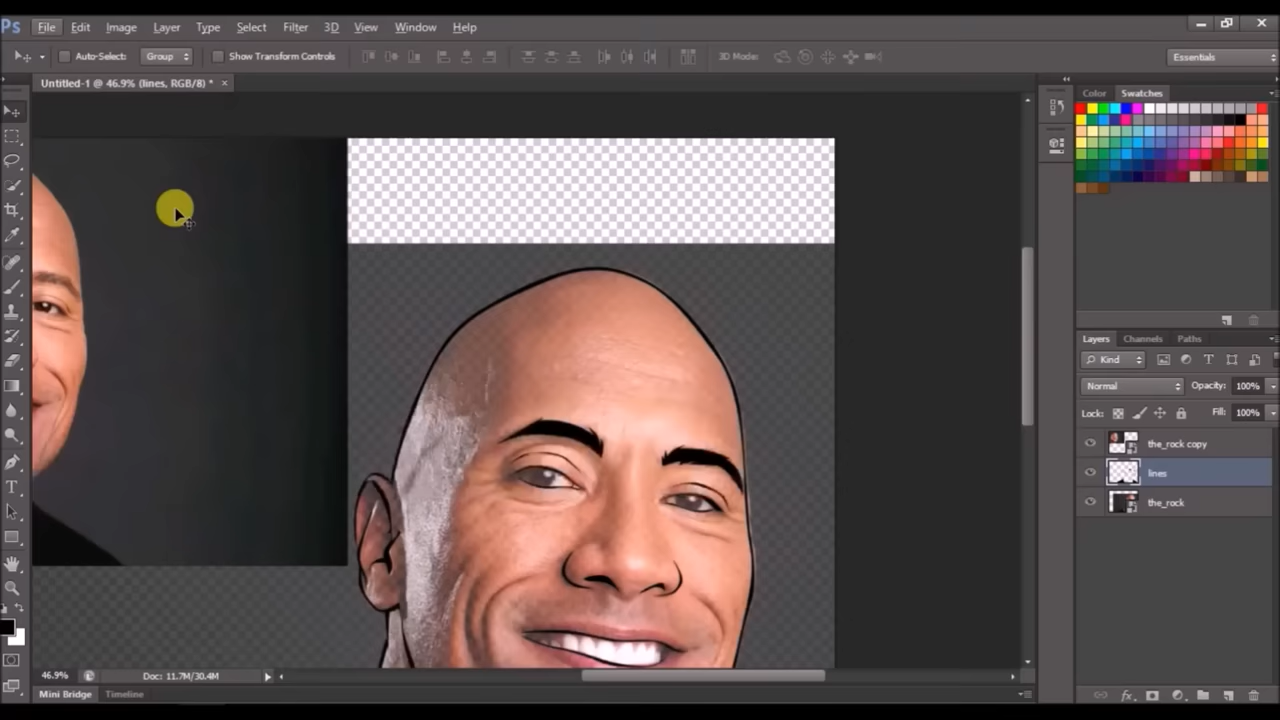 Ps File Edit Image Layer Type Select Filter 3D View Window Help
Auto-Select: Group Show Transform Controls 3D Mode: Essentials
Untitled-1 @ 46.9% (lines, RGB/8) * ×
Color Swatches
Layers Channels Paths
Kind T
Normal Opacity: 100%
Lock: Fill: 100%
the_rock copy
lines
the_rock
T
46.9% Doc: 11.7M/30.4M
fx
Mini Bridge Timeline